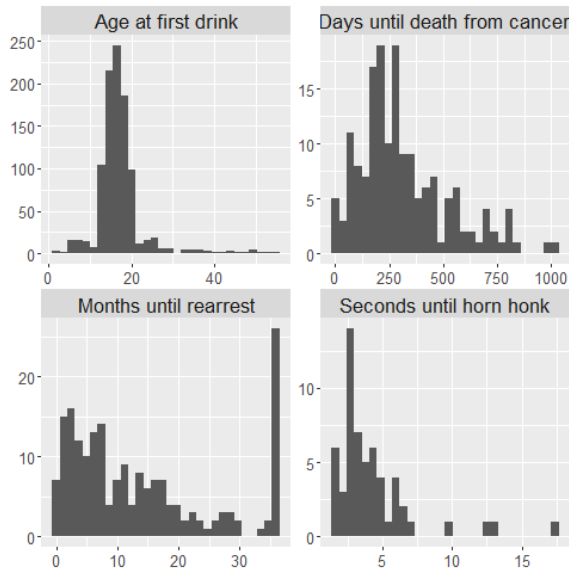 Age at first drink
250
200
150
100
50
0
0 20 40
Days until death from cancer
15
10
5
0
0 250 500 750 1000
Months until rearrest
20
10
0
0 10 20 30
Seconds until horn honk
10
5
0
5 10 15